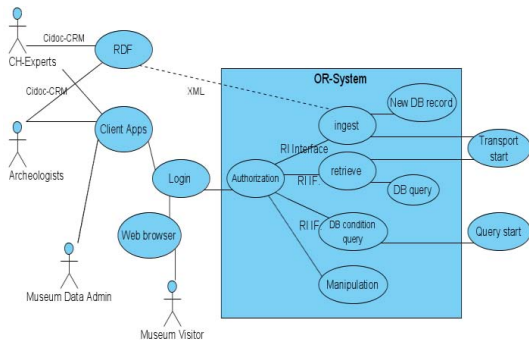 Cidoc-CRM
RDF
CH-Experts
OR-System
XML
New DB record
Cidoc-CRM
Client Apps
ingest
RI Interface
Transport start
Archeologists
Login
Authorization
retrieve
RI IF.
DB query
Web browser
RI IF
DB condition
query
Query start
Manipulation
Museum Data Admin
Museum Visitor